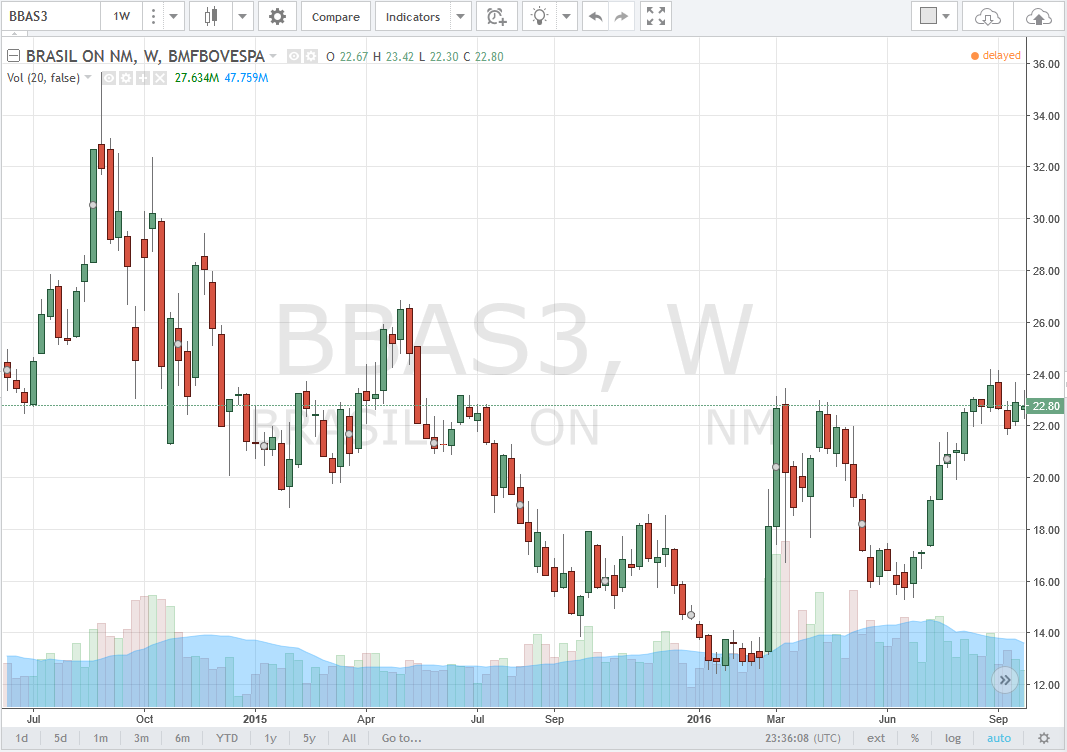 BBAS3 1W Compare Indicators
BRASIL ON NM, W, BMFBOVESPA O 22.67 H 23.42 L 22.30 C 22.80
delayed
Vol (20, false) 27.634M 47.759M
36.00
34.00
32.00
30.00
28.00
26.00
24.00
22.80
22.00
20.00
18.00
16.00
14.00
12.00
BBAS3, W
BRASIL ON NM
Jul Oct 2015 Apr Jul Sep 2016 Mar Jun Sep
1d 5d 1m 3m 6m YTD 1y 5y All Go to... 23:36:08 (UTC) ext % log auto